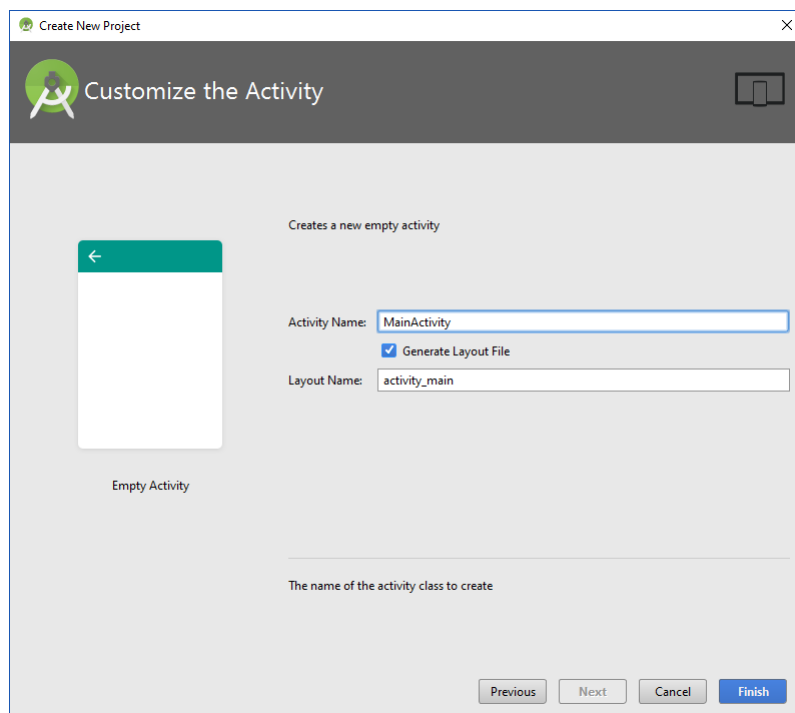 Create New Project
Customize the Activity
Creates a new empty activity
Activity Name: MainActivity
Generate Layout File
Layout Name: activity_main
Empty Activity
The name of the activity class to create
Previous Next Cancel Finish